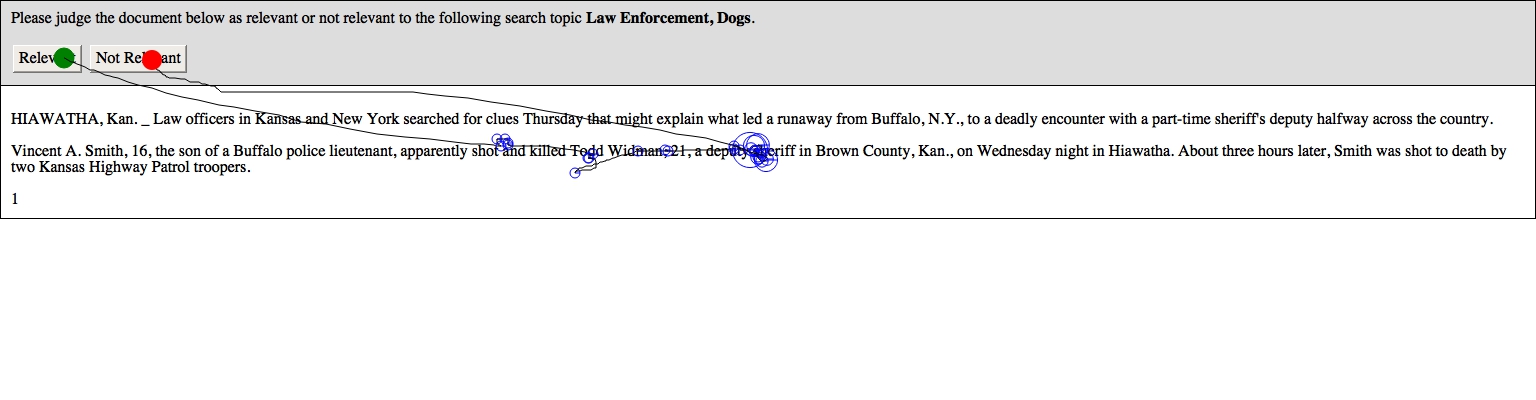 Please judge the document below as relevant or not relevant to the following search topic Law Enforcement, Dogs.
Relevant Not Relevant
HIAWATHA, Kan. _ Law officers in Kansas and New York searched for clues Thursday that might explain what led a runaway from Buffalo, N.Y., to a deadly encounter with a part-time sheriff's deputy halfway across the country.
Vincent A. Smith, 16, the son of a Buffalo police lieutenant, apparently shot and killed Todd Widman, 21, a deputy sheriff in Brown County, Kan., on Wednesday night in Hiawatha. About three hours later, Smith was shot to death by
two Kansas Highway Patrol troopers.
1